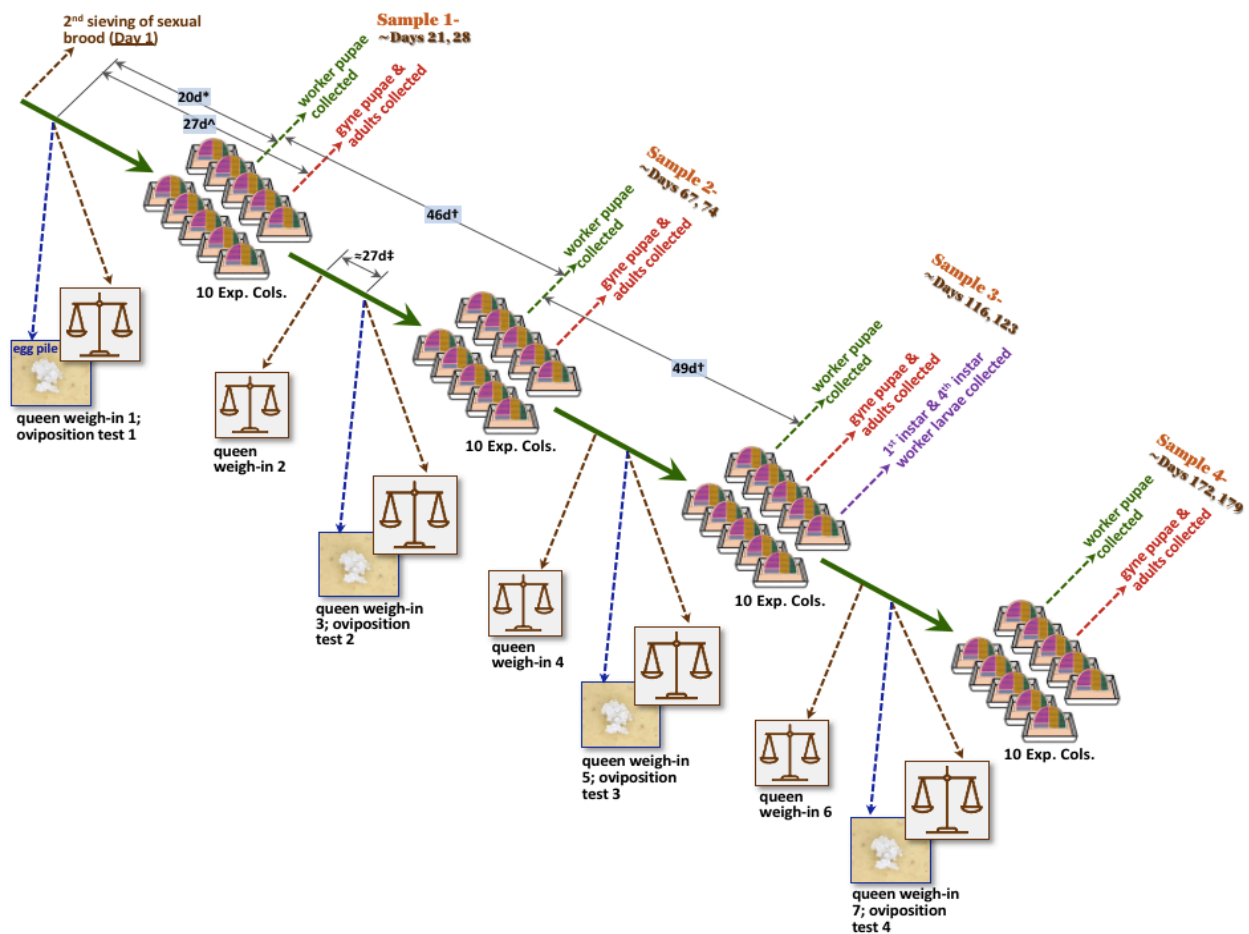 2nd sieving of sexual
brood (Day 1)
Sample 1-
~Days 21, 28
worker pupae
collected
gyne pupae &
adults collected
20d*
27d^
46d†
10 Exp. Cols.
egg pile
queen weigh-in 1;
oviposition test 1
≈27d‡
queen
weigh-in 2
queen weigh-in
3; oviposition
test 2
Sample 2-
~Days 67, 74
worker pupae
collected
gyne pupae &
adults collected
49d†
10 Exp. Cols.
queen
weigh-in 4
queen weigh-in
5; oviposition
test 3
Sample 3-
~Days 116, 123
worker pupae
collected
gyne pupae &
adults collected
1st instar & 4th instar
worker larvae collected
10 Exp. Cols.
queen
weigh-in 6
queen weigh-in
7; oviposition
test 4
Sample 4-
~Days 172, 179
worker pupae
collected
gyne pupae &
adults collected
10 Exp. Cols.